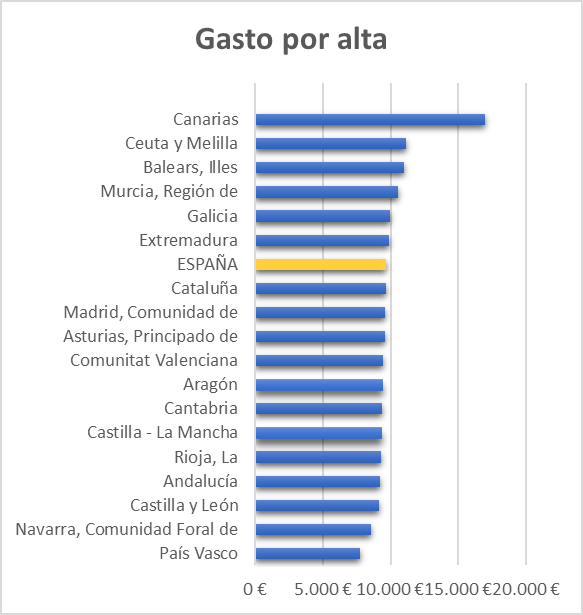 Gasto por alta
Canarias
Ceuta y Melilla
Balears, Illes
Murcia, Región de
Galicia
Extremadura
ESPAÑA
Cataluña
Madrid, Comunidad de
Asturias, Principado de
Comunitat Valenciana
Aragón
Cantabria
Castilla - La Mancha
Rioja, La
Andalucía
Castilla y León
Navarra, Comunidad Foral de
País Vasco
0 € 5.000 € 10.000 € 15.000 € 20.000 €